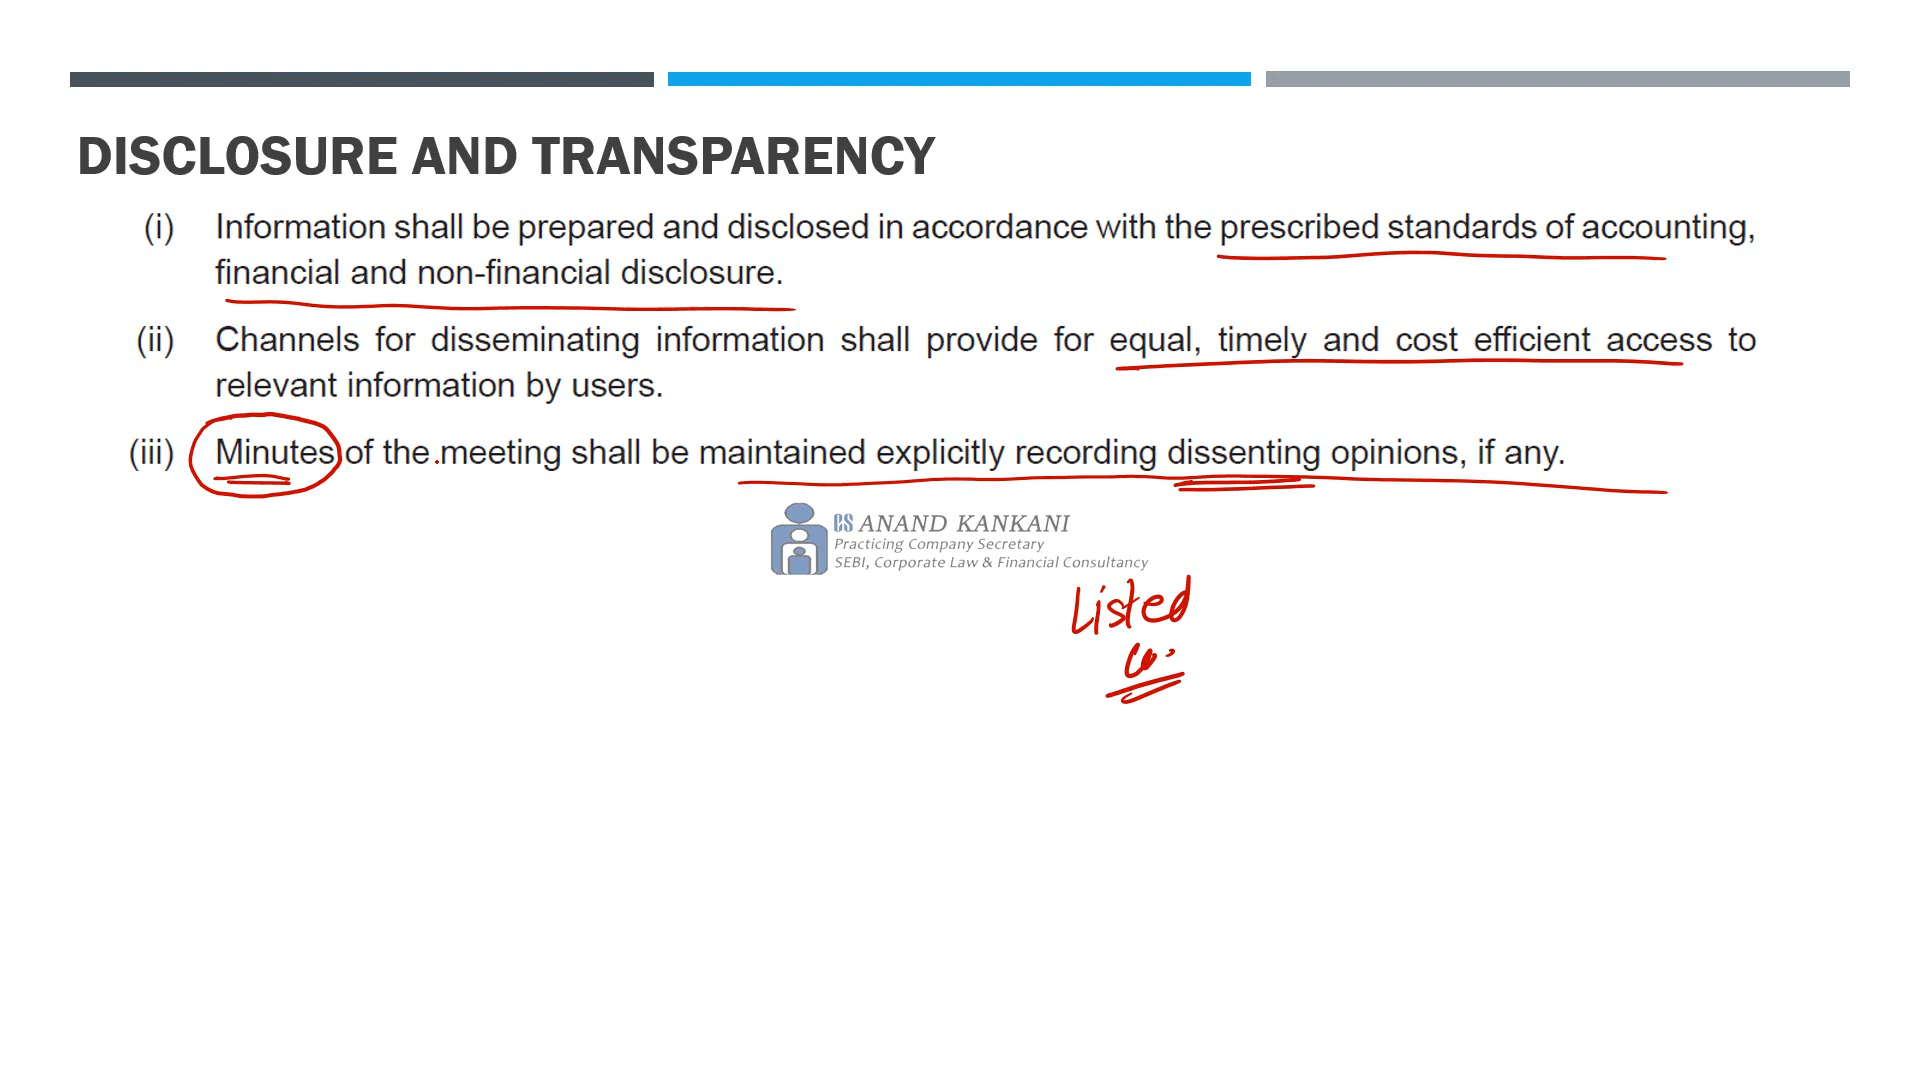 DISCLOSURE AND TRANSPARENCY
(i) Information shall be prepared and disclosed in accordance with the prescribed standards of accounting,
financial and non-financial disclosure.
(ii) Channels for disseminating information shall provide for equal, timely and cost efficient access to
relevant information by users.
(iii) Minutes of the meeting shall be maintained explicitly recording dissenting opinions, if any.
CS ANAND KANKANI
Practicing Company Secretary
SEBI, Corporate Law & Financial Consultancy
Listed
Co.